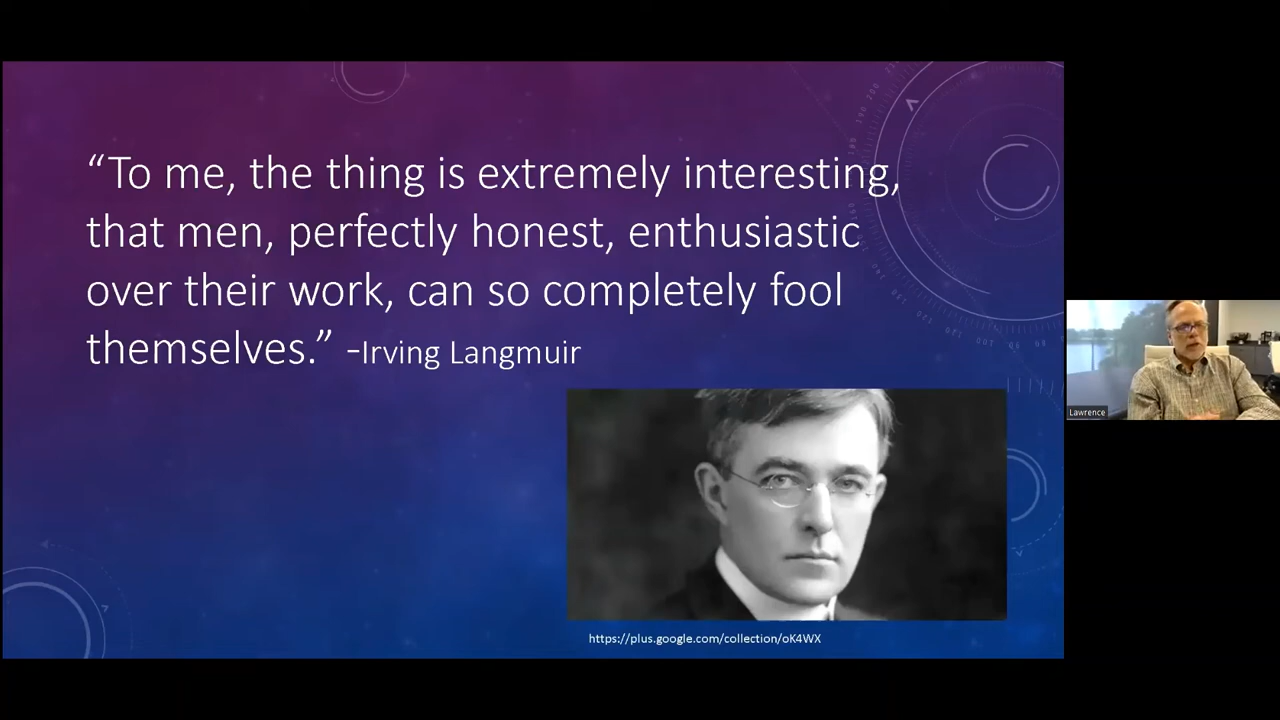 “To me, the thing is extremely interesting,
that men, perfectly honest, enthusiastic
over their work, can so completely fool
themselves.” -Irving Langmuir
https://plus.google.com/collection/oK4WX
Lawrence